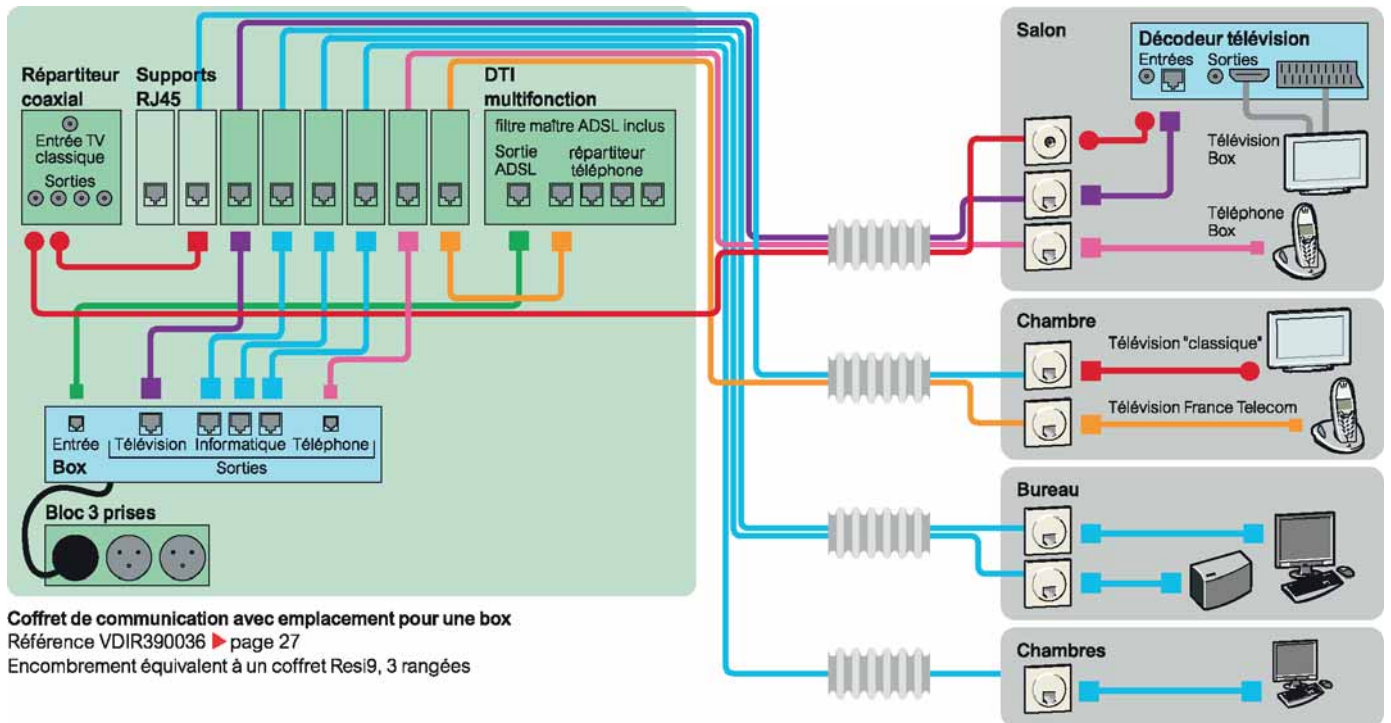 Répartiteur
coaxial
Entrée TV
classique
Sorties
Supports
RJ45
DTI
multifonction
filtre maître ADSL inclus
Sortie
ADSL
répartiteur
téléphone
Entrée
Télévision
Informatique
Téléphone
Box
Sorties
Bloc 3 prises
Coffret de communication avec emplacement pour une box
Référence VDIR390036 ▶ page 27
Encombrement équivalent à un coffret Resi9, 3 rangées
Salon
Décodeur télévision
Entrées
Sorties
Télévision
Box
Téléphone
Box
Chambre
Télévision "classique"
Télévision France Telecom
Bureau
Chambres